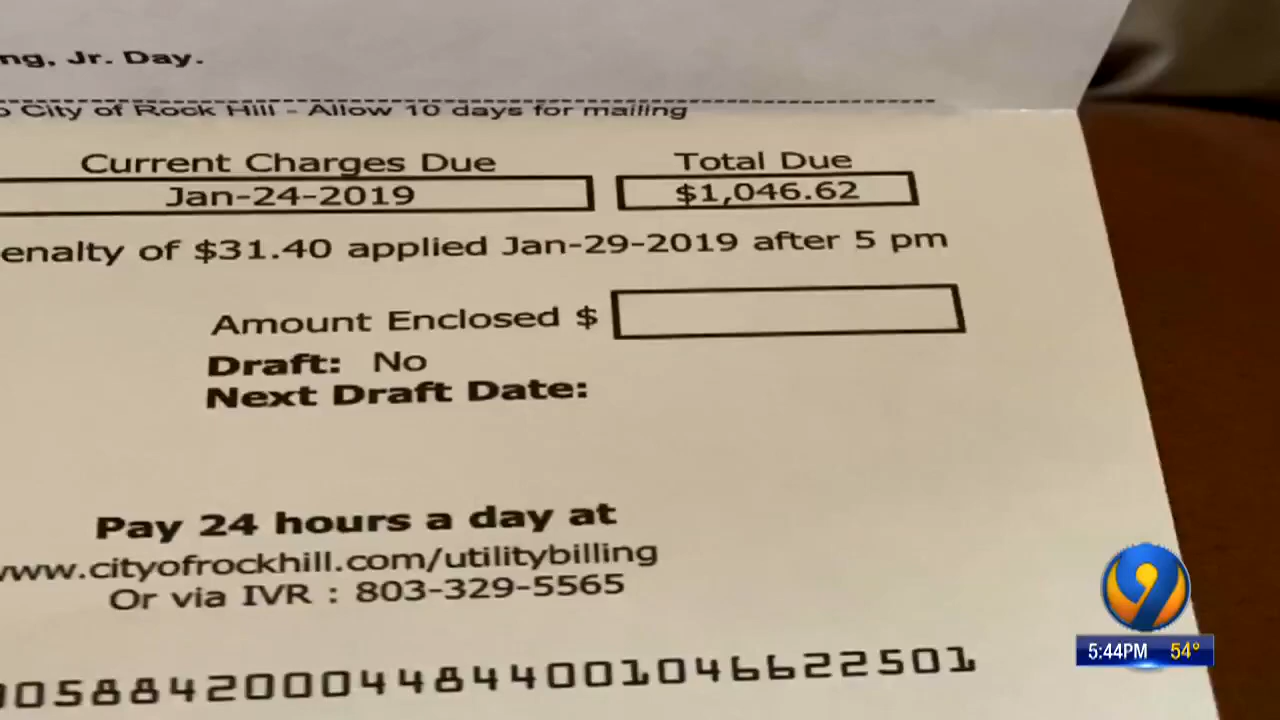 ng, Jr. Day.
City of Rock Hill - Allow 10 days for mailing
Current Charges Due
Total Due
Jan-24-2019
$1,046.62
enalty of $31.40 applied Jan-29-2019 after 5 pm
Amount Enclosed $
Draft: No
Next Draft Date:
Pay 24 hours a day at
www.cityofrockhill.com/utilitybilling
Or via IVR : 803-329-5565
005884200044844001046622501
9
5:44PM 54°